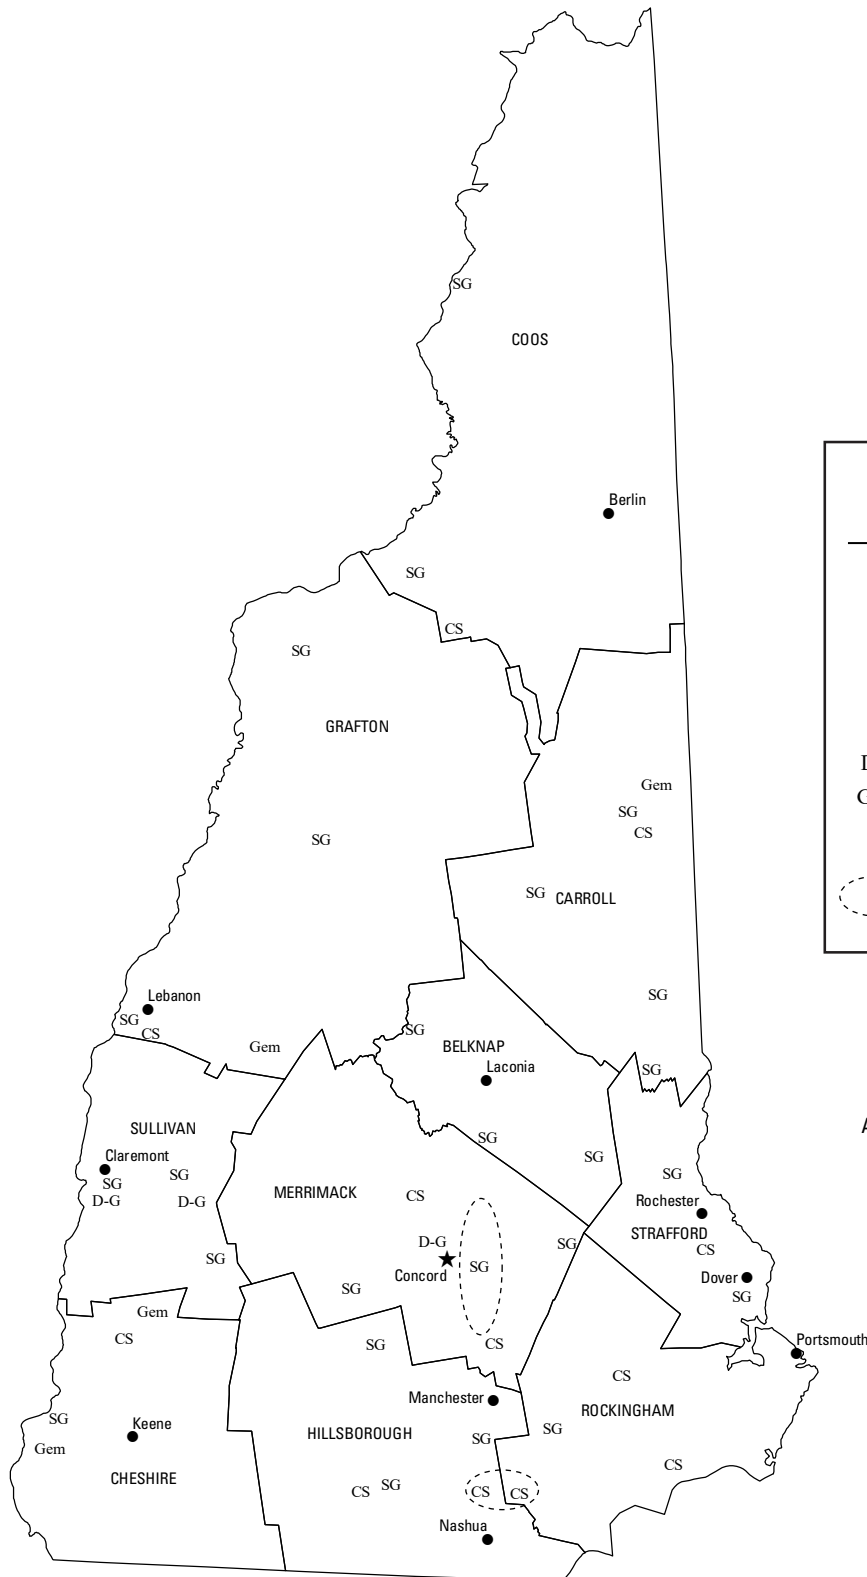 SG
COOS
Berlin
SG
CS
SG
GRAFTON
Gem
SG
CS
SG
SG
CARROLL
SG
Lebanon
SG
CS
Gem
SG
BELKNAP
Laconia
SG
SULLIVAN
SG
Claremont
SG
SG
D-G
D-G
SG
MERRIMACK
CS
SG
SG
Rochester
STRAFFORD
D-G
SG
CS
Concord
SG
SG
Dover
SG
SG
Gem
CS
SG
CS
Portsmouth
CS
Manchester
ROCKINGHAM
SG
Keene
Gem
HILLSBOROUGH
SG
SG
CHESHIRE
CS
CS
SG
CS
CS
Nashua